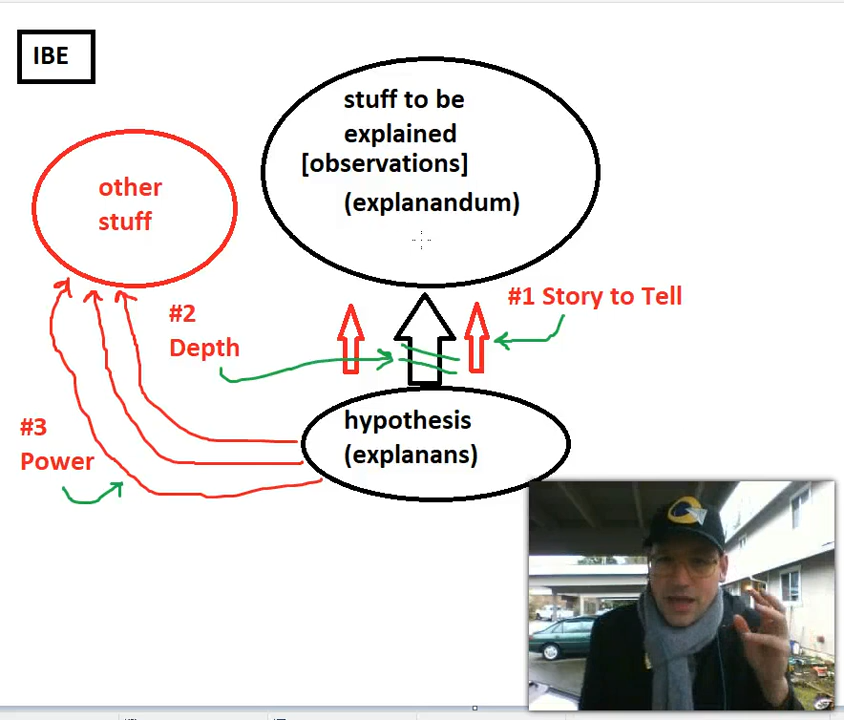 IBE
stuff to be
explained
[observations]
(explanandum)
other
stuff
#1 Story to Tell
#2
Depth
hypothesis
(explanans)
#3
Power